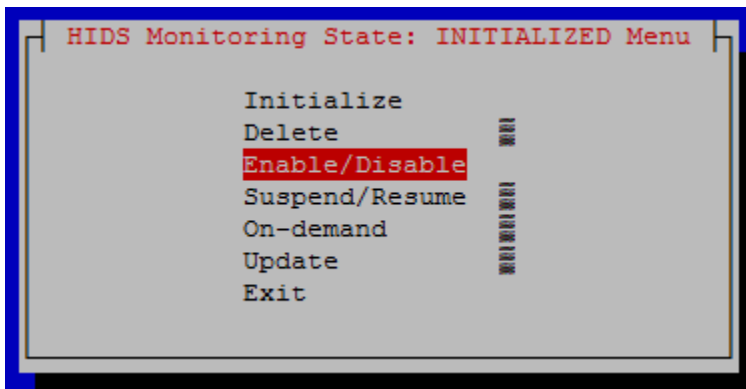 HIDS Monitoring State: INITIALIZED Menu
Initialize
Delete
Enable/Disable
Suspend/Resume
On-demand
Update
Exit